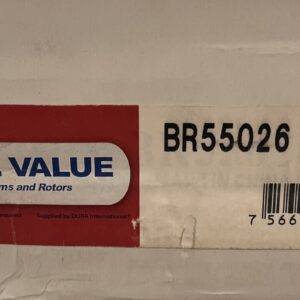 BR55026
VALUE
ms and Rotors
Supplied by DURA International®
7 566